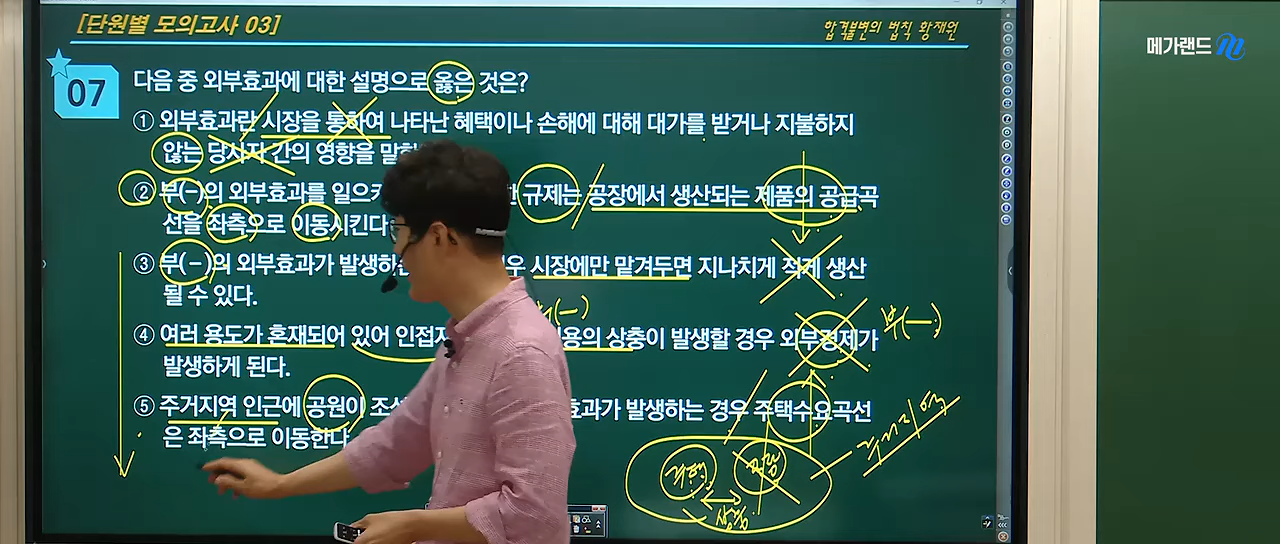 [단원별 모의고사 03]
합격불변의 법칙 황재원
메가랜드
07
다음 중 외부효과에 대한 설명으로 옳은 것은?
① 외부효과란 시장을 통하여 나타난 혜택이나 손해에 대해 대가를 받거나 지불하지
않는 당사자 간의 영향을 말
② 부(-)의 외부효과를 일으 규제는 공장에서 생산되는 제품의 공급곡
선을 좌측으로 이동시킨다
③ 부(-)의 외부효과가 발생하 시장에만 맡겨두면 지나치게 적게 생산
될 수 있다.
(-)
④ 여러 용도가 혼재되어 있어 인접 의 상충이 발생할 경우 외부경제가
부(-)
발생하게 된다.
⑤ 주거지역 인근에 공원이 조 효과가 발생하는 경우 주택수요곡선
은 좌측으로 이동한다
주거지역
상충